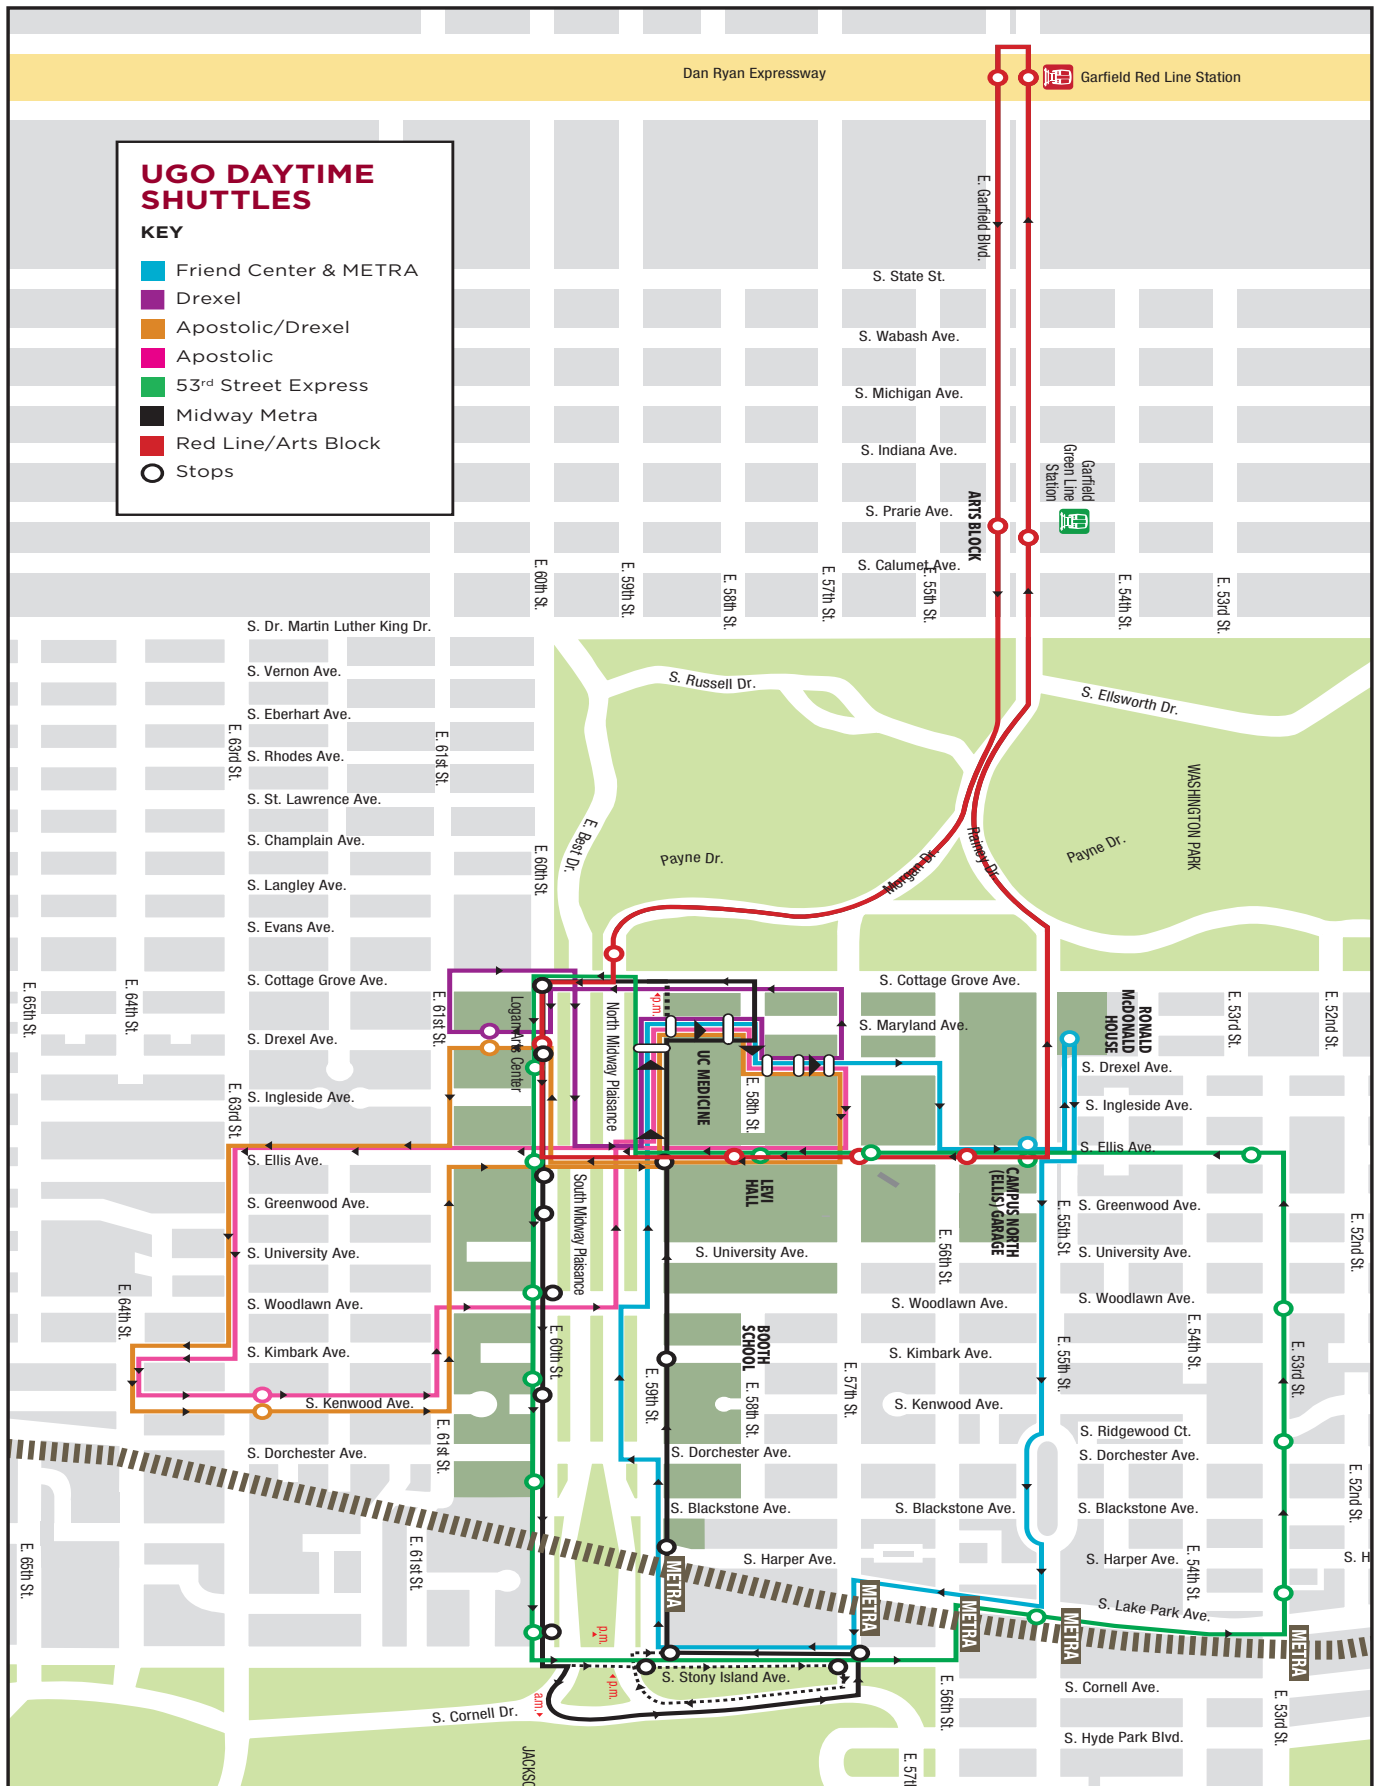 Dan Ryan Expressway
Garfield Red Line Station
UGO DAYTIME
SHUTTLES
KEY
Friend Center & METRA
Drexel
Apostolic/Drexel
Apostolic
53rd Street Express
Midway Metra
Red Line/Arts Block
Stops
E. Garfield Blvd.
S. State St.
S. Wabash Ave.
S. Michigan Ave.
S. Indiana Ave.
Garfield
Green Line
Station
S. Prarie Ave.
ARTS BLOCK
S. Calumet Ave.
E. 60th St.
E. 59th St.
E. 58th St.
E. 57th St.
E. 55th St.
E. 54th St.
E. 53rd St.
S. Dr. Martin Luther King Dr.
S. Vernon Ave.
S. Eberhart Ave.
S. Rhodes Ave.
S. St. Lawrence Ave.
S. Champlain Ave.
S. Langley Ave.
S. Evans Ave.
S. Cottage Grove Ave.
S. Drexel Ave.
S. Ingleside Ave.
S. Ellis Ave.
S. Greenwood Ave.
S. University Ave.
S. Woodlawn Ave.
S. Kimbark Ave.
S. Kenwood Ave.
S. Dorchester Ave.
E. 63rd St.
E. 61st St.
S. Russell Dr.
S. Ellsworth Dr.
WASHINGTON PARK
E. Best Dr.
E. 60th St.
Payne Dr.
Morgan Dr.
Rainey Dr.
Payne Dr.
E. 65th St.
E. 64th St.
E. 61st St.
E. 63rd St.
Logan Arts Center
North Midway Plaisance
South Midway Plaisance
p.m.
UC MEDICINE
E. 58th St.
S. Cottage Grove Ave.
S. Maryland Ave.
RONALD
McDONALD
HOUSE
E. 53rd St.
E. 52nd St.
S. Drexel Ave.
S. Ingleside Ave.
S. Ellis Ave.
S. Greenwood Ave.
S. University Ave.
S. Woodlawn Ave.
LEVI
HALL
CAMPUS NORTH
(ELLIS) GARAGE
E. 55th St.
E. 56th St.
E. 52nd St.
S. University Ave.
S. Woodlawn Ave.
S. Kimbark Ave.
S. Kenwood Ave.
E. 64th St.
E. 60th St.
BOOTH
SCHOOL
E. 59th St.
E. 58th St.
E. 57th St.
E. 55th St.
E. 54th St.
E. 53rd St.
E. 61st St.
S. Dorchester Ave.
S. Blackstone Ave.
S. Harper Ave.
S. Blackstone Ave.
S. Ridgewood Ct.
S. Dorchester Ave.
S. Blackstone Ave.
S. Harper Ave.
S. Lake Park Ave.
E. 52nd St.
S. H
E. 54th St.
E. 65th St.
E. 61st St.
METRA
METRA
METRA
METRA
METRA
p.m.
p.m.
a.m.
S. Stony Island Ave.
S. Cornell Dr.
S. Cornell Ave.
S. Hyde Park Blvd.
E. 56th St.
E. 53rd St.
E. 57th
JACKSO